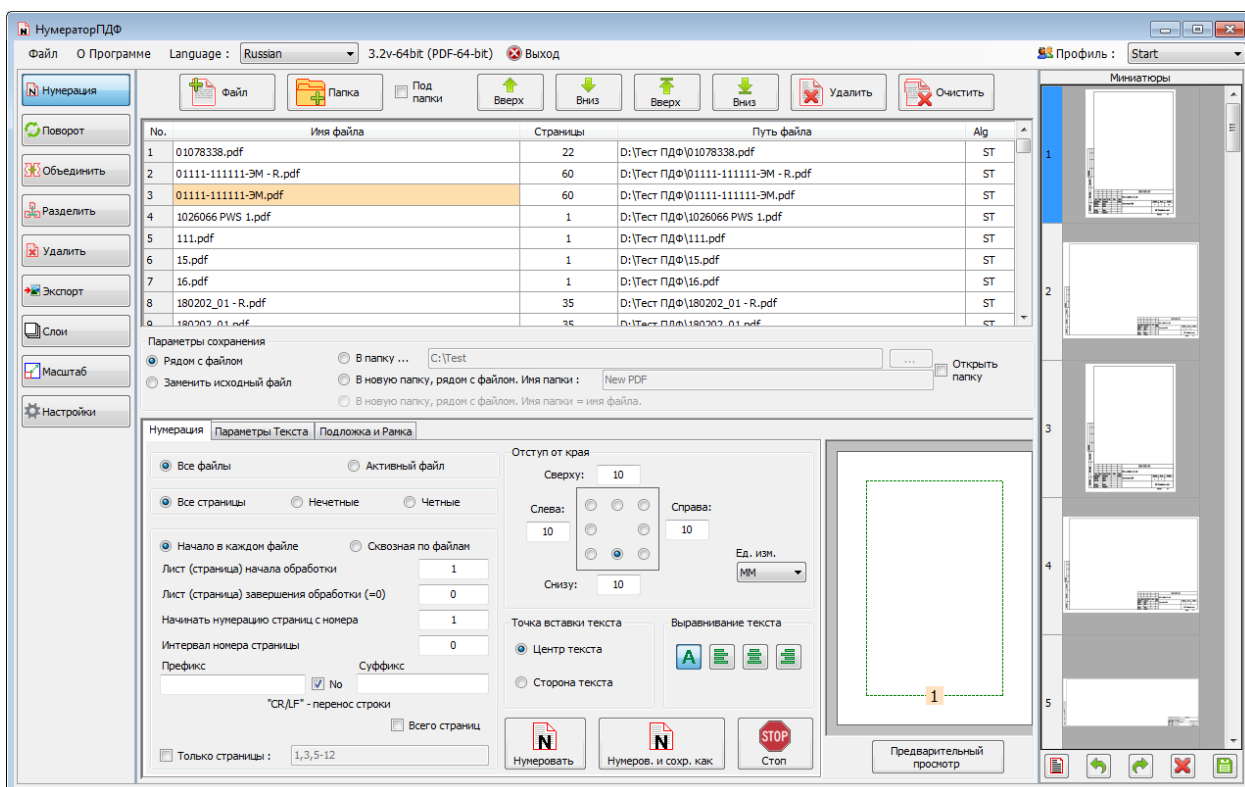 НумераторПДФ
Файл О Программе Language : Russian 3.2v-64bit (PDF-64-bit) Выход Профиль : Start
Нумерация
Поворот
Объединить
Разделить
Удалить
Экспорт
Слои
Масштаб
Настройки
Файл Папка Под папки Вверх Вниз Вверх Вниз Удалить Очистить
No. Имя файла Страницы Путь файла Alg
1 01078338.pdf 22 D:\Тест ПДФ\01078338.pdf ST
2 01111-111111-ЭМ - R.pdf 60 D:\Тест ПДФ\01111-111111-ЭМ - R.pdf ST
3 01111-111111-ЭМ.pdf 60 D:\Тест ПДФ\01111-111111-ЭМ.pdf ST
4 1026066 PWS 1.pdf 1 D:\Тест ПДФ\1026066 PWS 1.pdf ST
5 111.pdf 1 D:\Тест ПДФ\111.pdf ST
6 15.pdf 1 D:\Тест ПДФ\15.pdf ST
7 16.pdf 1 D:\Тест ПДФ\16.pdf ST
8 180202_01 - R.pdf 35 D:\Тест ПДФ\180202_01 - R.pdf ST
9 180202_01.pdf 35 D:\Тест ПДФ\180202_01.pdf ST
Параметры сохранения
Рядом с файлом В папку ... C:\Test ... Открыть папку
Заменить исходный файл В новую папку, рядом с файлом. Имя папки : New PDF
В новую папку, рядом с файлом. Имя папки = имя файла.
Нумерация Параметры Текста Подложка и Рамка
Все файлы Активный файл
Все страницы Нечетные Четные
Начало в каждом файле Сквозная по файлам
Лист (страница) начала обработки 1
Лист (страница) завершения обработки (=0) 0
Начинать нумерацию страниц с номера 1
Интервал номера страницы 0
Префикс Суффикс
No
"CR/LF" - перенос строки
Всего страниц
Только страницы : 1,3,5-12
Отступ от края
Сверху: 10
Слева: Справа:
10 10
Ед. изм.
ММ
Снизу: 10
Точка вставки текста Выравнивание текста
Центр текста A
Сторона текста
N N STOP
Нумеровать Нумеров. и сохр. как Стоп
1
Предварительный
просмотр
Миниатюры
1
2
3
4
5